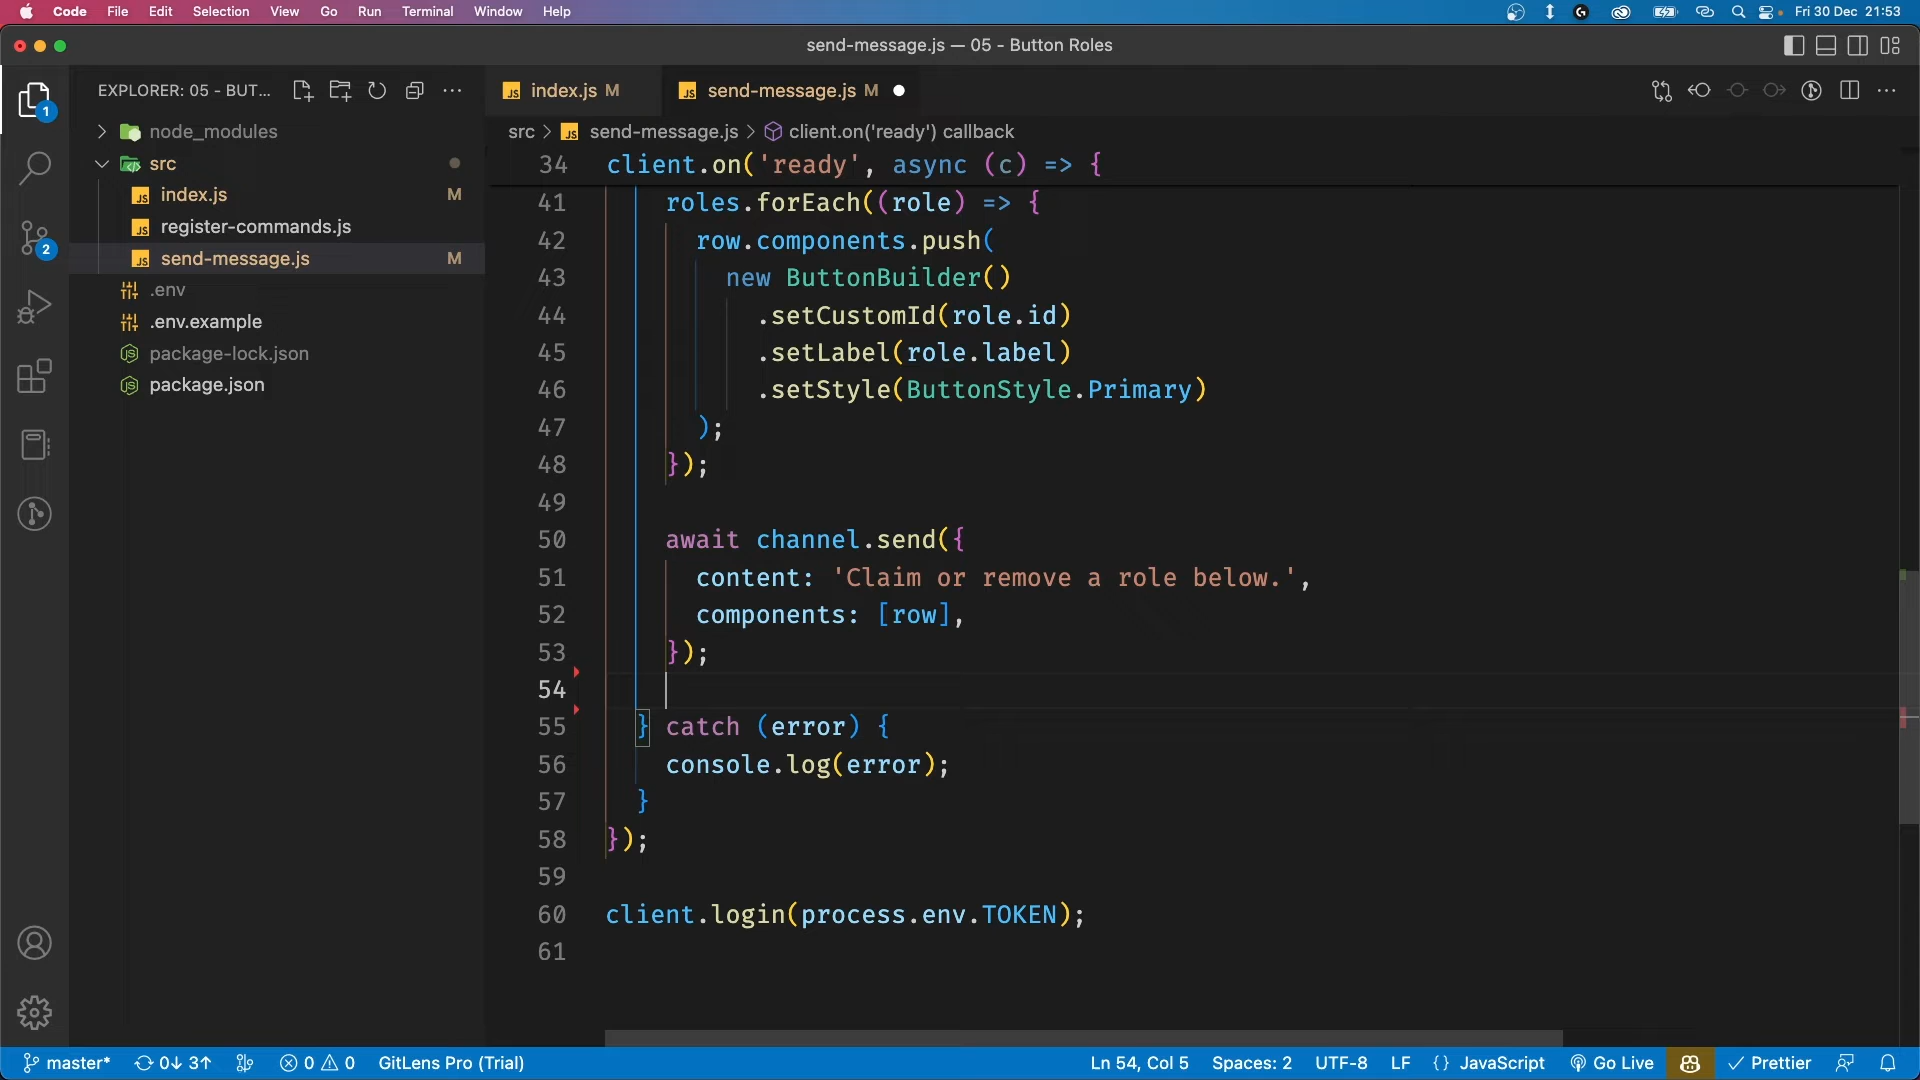 Code File Edit Selection View Go Run Terminal Window Help Fri 30 Dec 21:53
send-message.js — 05 - Button Roles
EXPLORER: 05 - BUT...
index.js M
send-message.js M
1
node_modules
src
index.js M
register-commands.js
2
send-message.js M
.env
.env.example
package-lock.json
package.json
src > send-message.js > client.on('ready') callback
34 client.on('ready', async (c) => {
41 roles.forEach((role) => {
42 row.components.push(
43 new ButtonBuilder()
44 .setCustomId(role.id)
45 .setLabel(role.label)
46 .setStyle(ButtonStyle.Primary)
47 );
48 });
49
50 await channel.send({
51 content: 'Claim or remove a role below.',
52 components: [row],
53 });
54
55 } catch (error) {
56 console.log(error);
57 }
58 });
59
60 client.login(process.env.TOKEN);
61
master* 0↓ 3↑ 0 0 GitLens Pro (Trial) Ln 54, Col 5 Spaces: 2 UTF-8 LF {} JavaScript Go Live Prettier